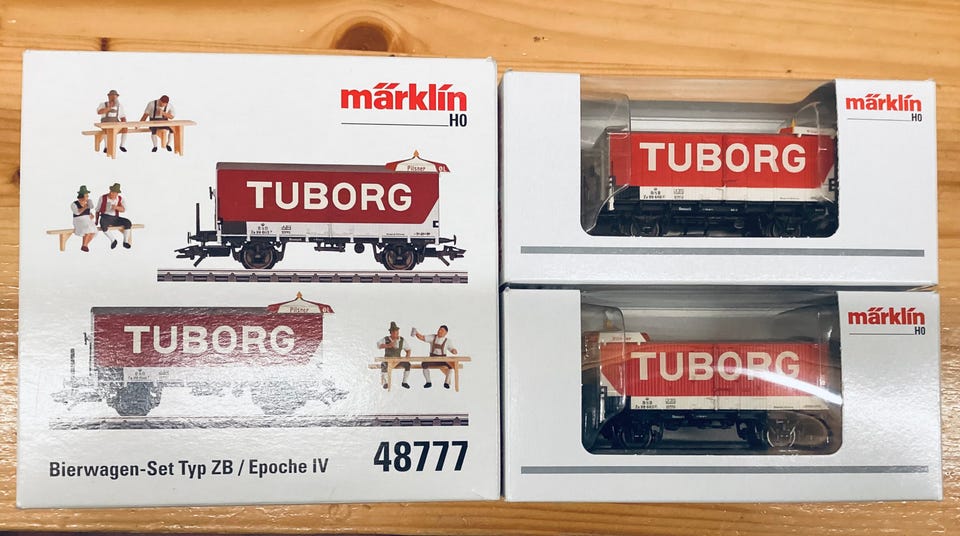 märklin
H0
Pilsner
TUBORG
TUBORG
Pilsner
Bierwagen-Set Typ ZB / Epoche IV
48777
märklin
H0
TUBORG
märklin
H0
TUBORG